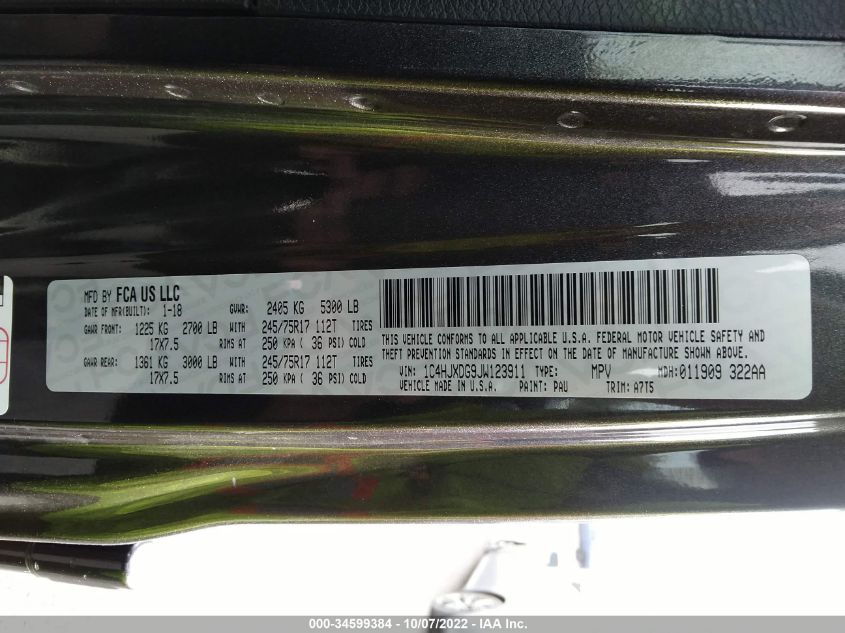 MFD BY FCA US LLC
DATE OF MFR(BUILT): 1-18 GVWR: 2405 KG 5300 LB
GAWR FRONT: 1225 KG 2700 LB WITH 245/75R17 112T TIRES
17X7.5 RIMS AT 250 KPA ( 36 PSI) COLD
GAWR REAR: 1361 KG 3000 LB WITH 245/75R17 112T TIRES
17X7.5 RIMS AT 250 KPA ( 36 PSI) COLD
THIS VEHICLE CONFORMS TO ALL APPLICABLE U.S.A. FEDERAL MOTOR VEHICLE SAFETY AND
THEFT PREVENTION STANDARDS IN EFFECT ON THE DATE OF MANUFACTURE SHOWN ABOVE.
VIN: 1C4HJXDG9JW123911 TYPE: MPV MDH: 011909 322AA
VEHICLE MADE IN U.S.A. PAINT: PAU TRIM: A7T5
000-34599384 - 10/07/2022 - IAA Inc.